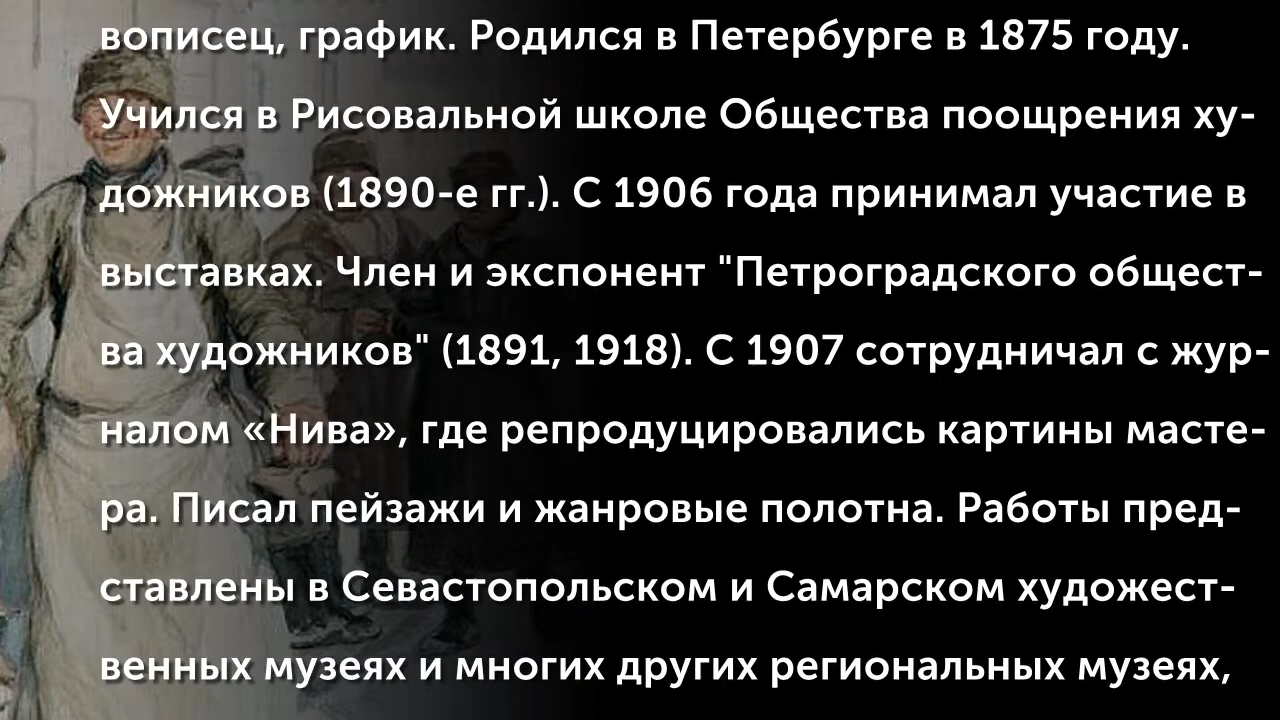 вописец, график. Родился в Петербурге в 1875 году.
Учился в Рисовальной школе Общества поощрения ху-
дожников (1890-е гг.). С 1906 года принимал участие в
выставках. Член и экспонент "Петроградского общест-
ва художников" (1891, 1918). С 1907 сотрудничал с жур-
налом «Нива», где репродуцировались картины масте-
ра. Писал пейзажи и жанровые полотна. Работы пред-
ставлены в Севастопольском и Самарском художест-
венных музеях и многих других региональных музеях,